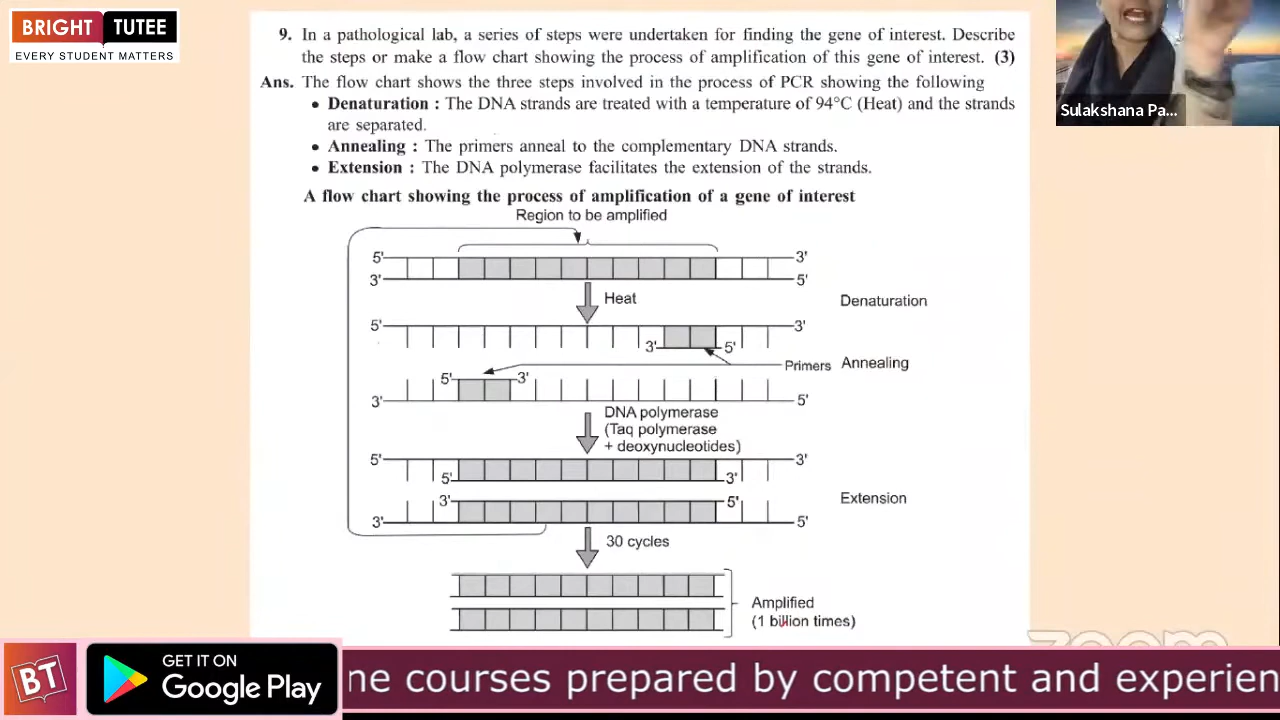 BRIGHT TUTEE
EVERY STUDENT MATTERS
9. In a pathological lab, a series of steps were undertaken for finding the gene of interest. Describe
the steps or make a flow chart showing the process of amplification of this gene of interest. (3)
Ans. The flow chart shows the three steps involved in the process of PCR showing the following
• Denaturation : The DNA strands are treated with a temperature of 94°C (Heat) and the strands
are separated.
• Annealing : The primers anneal to the complementary DNA strands.
• Extension : The DNA polymerase facilitates the extension of the strands.
A flow chart showing the process of amplification of a gene of interest
Region to be amplified
5' 3'
3' 5'
Heat
Denaturation
5' 3'
3' 5'
Primers Annealing
5' 3'
3' 5'
DNA polymerase
(Taq polymerase
+ deoxynucleotides)
5' 3'
5' 3'
Extension
3' 5'
3' 5'
30 cycles
Amplified
(1 billion times)
Sulakshana Pa...
zoom
BT
GET IT ON
Google Play
ne courses prepared by competent and experien